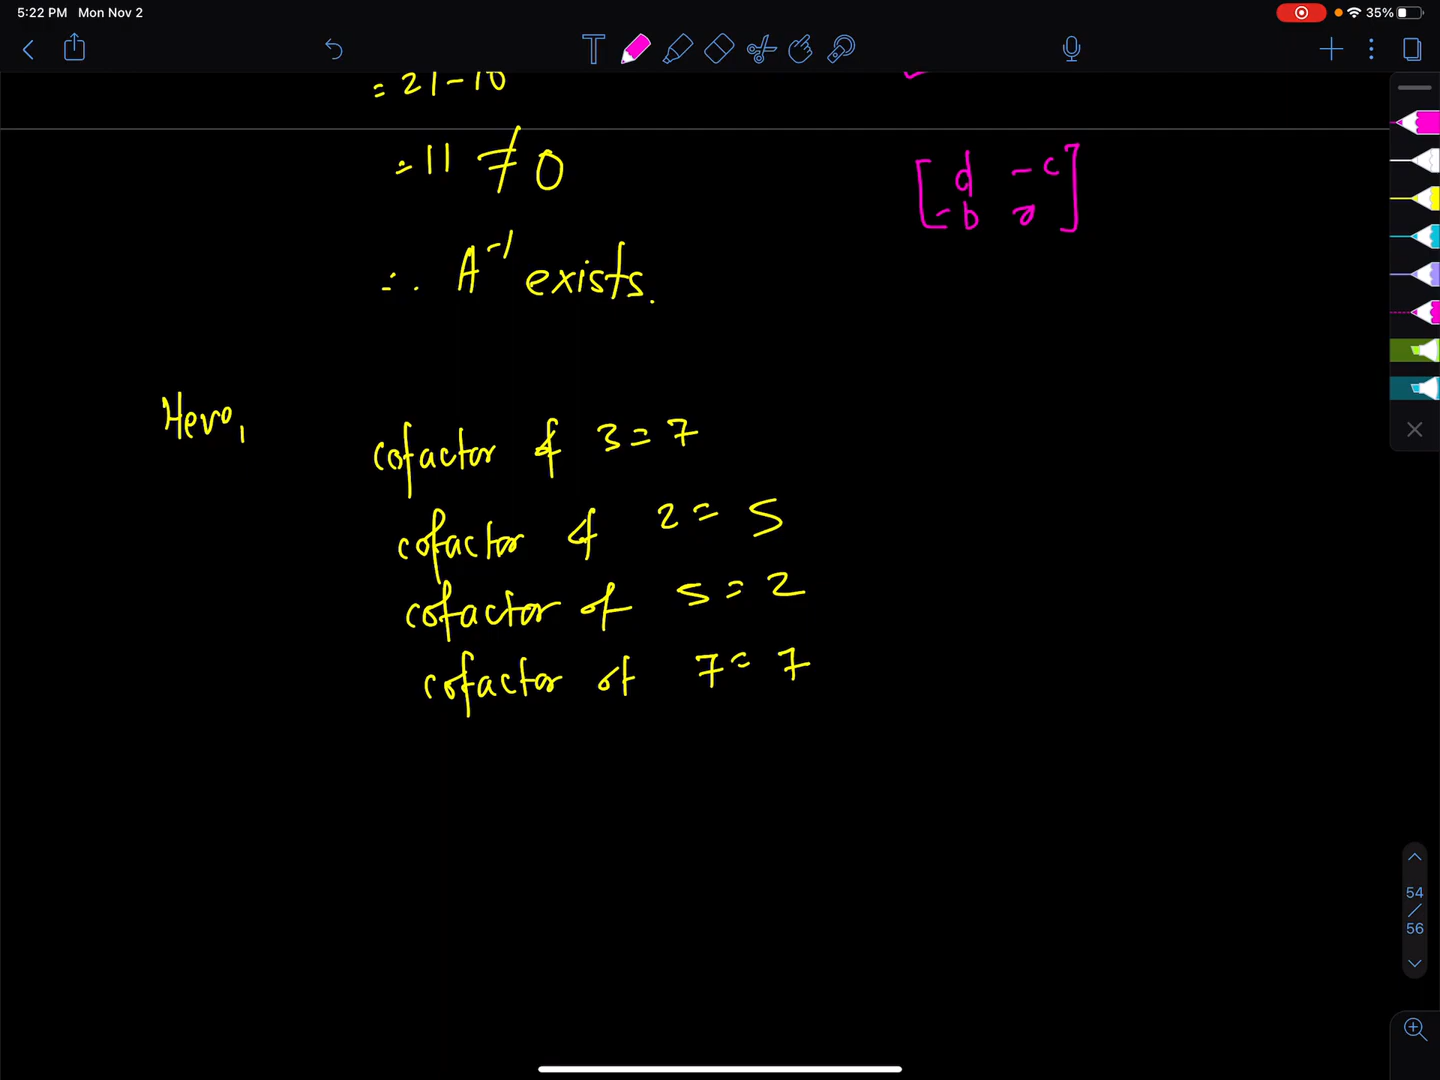 5:22 PM Mon Nov 2
35%
T
= 21-10
= 11 ≠ 0
[ d -c
-b a ]
∴ A⁻¹ exists.
Here,
cofactor of 3 = 7
cofactor of 2 = 5
cofactor of 5 = 2
cofactor of 7 = 7
54
/
56